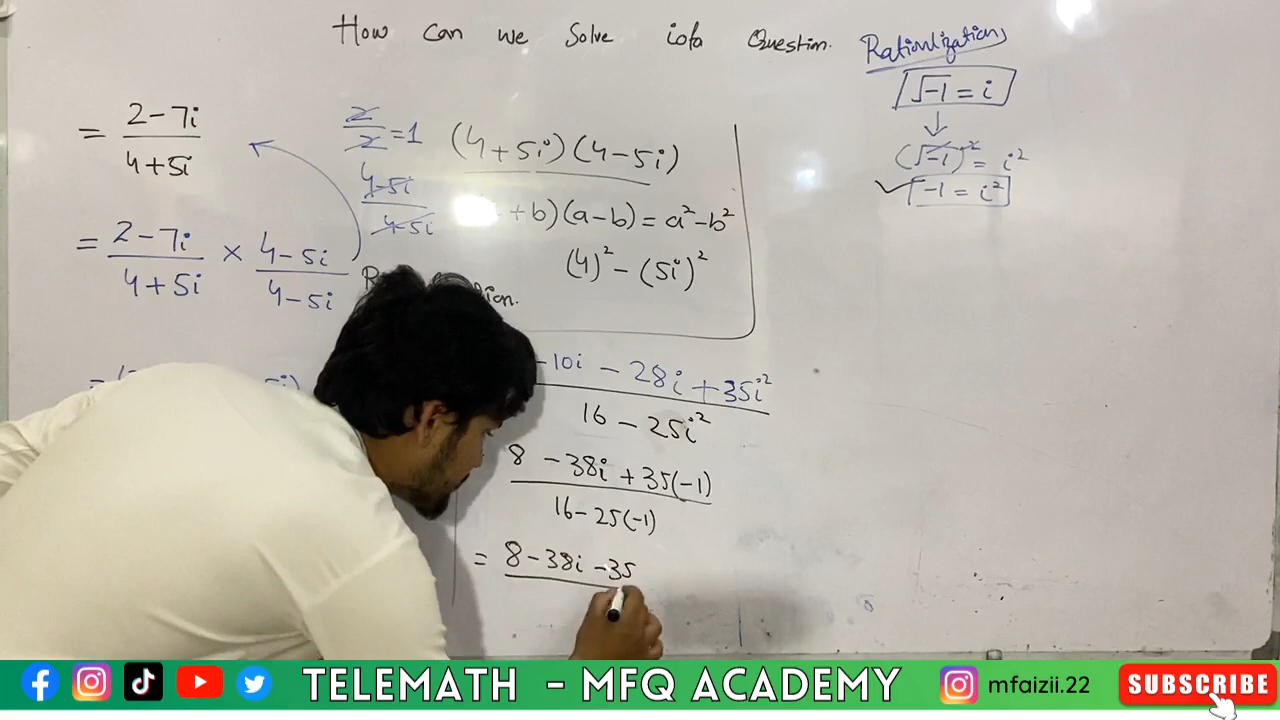 How can we Solve iota Question.
Rationlization
√-1 = i
(√-1)² = i²
-1 = i²
= 2-7i / 4+5i
= 2-7i / 4+5i × 4-5i / 4-5i
2/2 = 1
4-5i / 4-5i
(4+5i)(4-5i)
+b)(a-b) = a²-b²
(4)² - (5i)²
-10i - 28i + 35i² / 16 - 25i²
8 - 38i + 35(-1) / 16 - 25(-1)
= 8 - 38i - 35
TELEMATH - MFQ ACADEMY
mfaizii.22
SUBSCRIBE